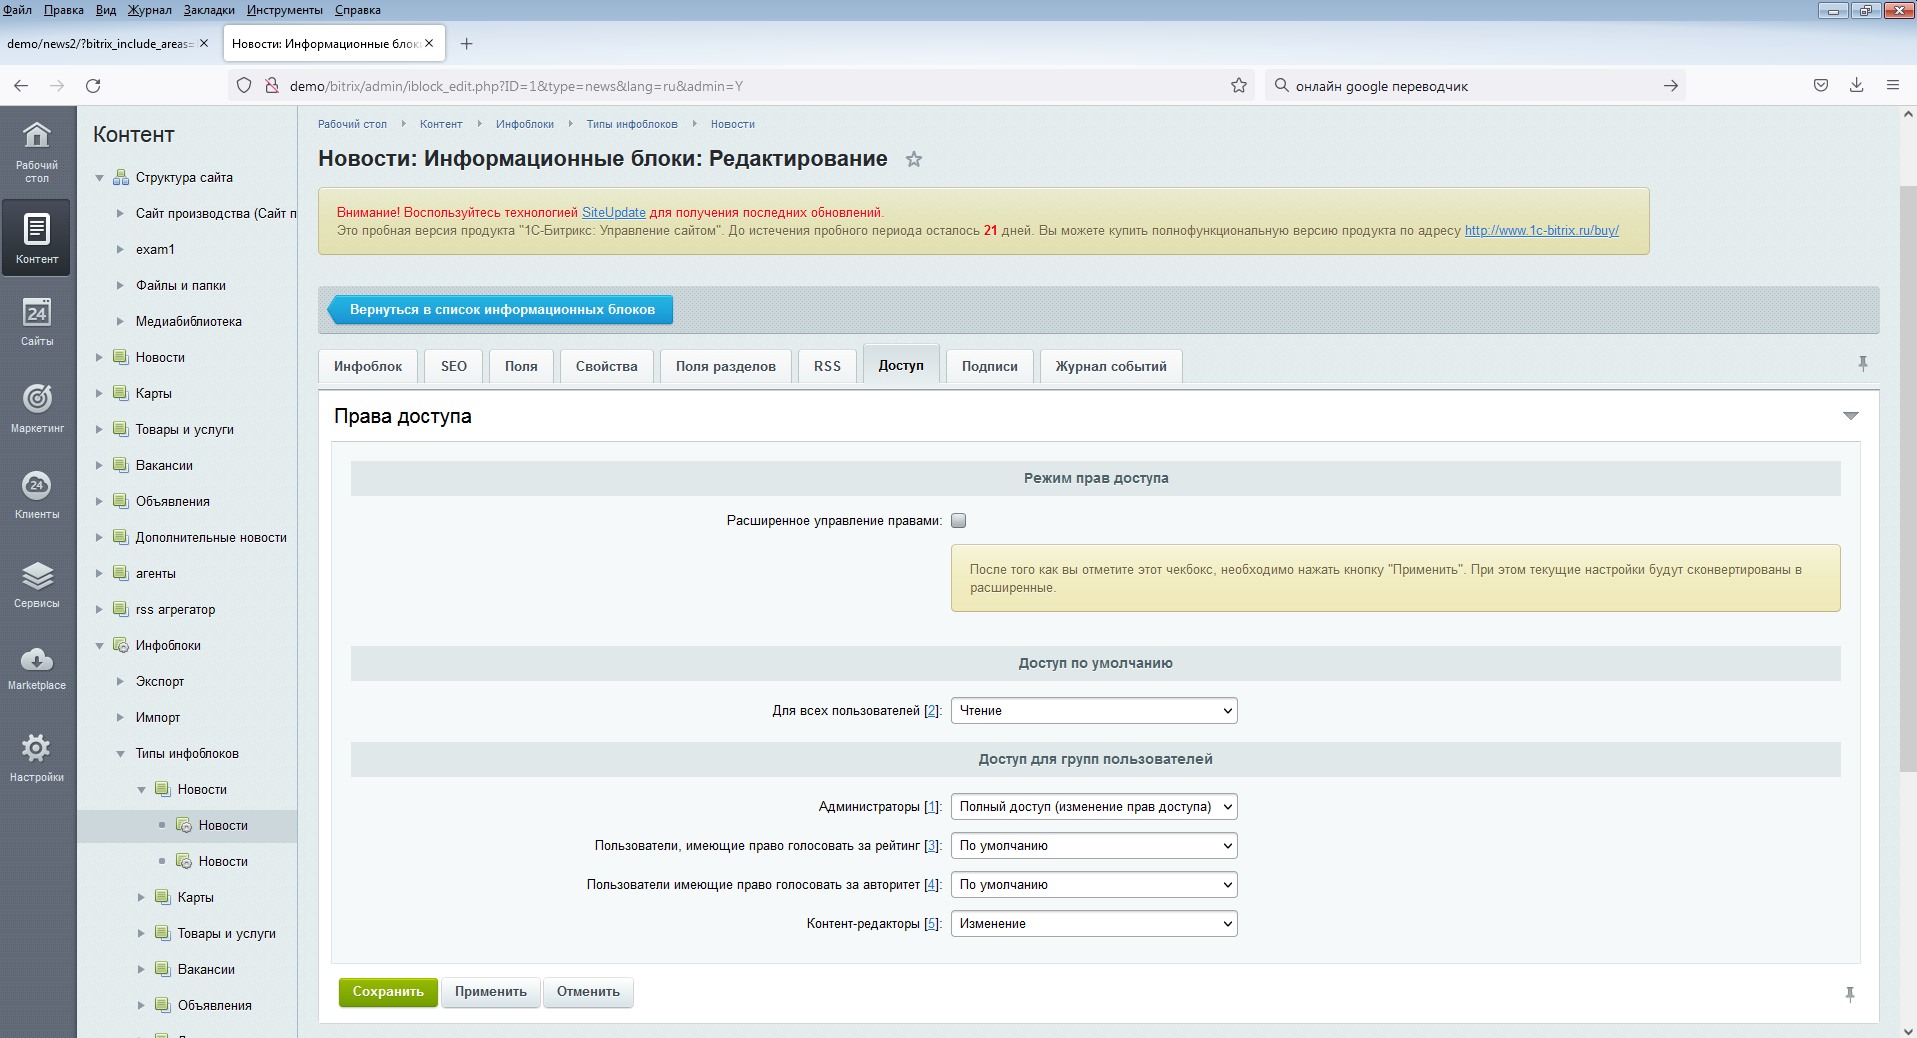 Файл Правка Вид Журнал Закладки Инструменты Справка
demo/news2/?bitrix_include_areas=
Новости: Информационные блок
demo/bitrix/admin/iblock_edit.php?ID=1&type=news&lang=ru&admin=Y
онлайн google переводчик
Рабочий
стол
Контент
24
Сайты
Маркетинг
24
Клиенты
Сервисы
Marketplace
Настройки
Контент
Структура сайта
Сайт производства (Сайт п
exam1
Файлы и папки
Медиабиблиотека
Новости
Карты
Товары и услуги
Вакансии
Объявления
Дополнительные новости
агенты
rss агрегатор
Инфоблоки
Экспорт
Импорт
Типы инфоблоков
Новости
Новости
Новости
Карты
Товары и услуги
Вакансии
Объявления
Рабочий стол Контент Инфоблоки Типы инфоблоков Новости
Новости: Информационные блоки: Редактирование
Внимание! Воспользуйтесь технологией SiteUpdate для получения последних обновлений.
Это пробная версия продукта "1С-Битрикс: Управление сайтом". До истечения пробного периода осталось 21 дней. Вы можете купить полнофункциональную версию продукта по адресу http://www.1c-bitrix.ru/buy/
Вернуться в список информационных блоков
Инфоблок SEO Поля Свойства Поля разделов RSS Доступ Подписи Журнал событий
Права доступа
Режим прав доступа
Расширенное управление правами:
После того как вы отметите этот чекбокс, необходимо нажать кнопку "Применить". При этом текущие настройки будут сконвертированы в
расширенные.
Доступ по умолчанию
Для всех пользователей [2]: Чтение
Доступ для групп пользователей
Администраторы [1]: Полный доступ (изменение прав доступа)
Пользователи, имеющие право голосовать за рейтинг [3]: По умолчанию
Пользователи имеющие право голосовать за авторитет [4]: По умолчанию
Контент-редакторы [5]: Изменение
Сохранить Применить Отменить